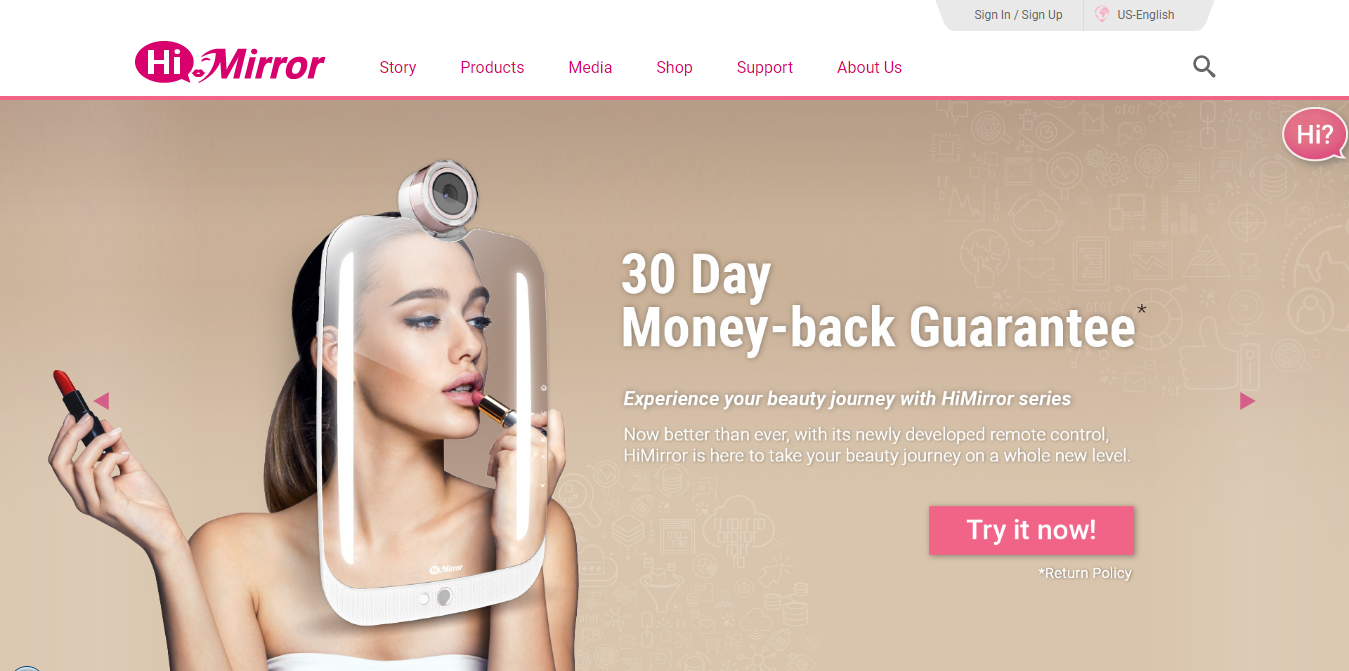 Sign In / Sign Up
US-English
HiMirror
Story
Products
Media
Shop
Support
About Us
Hi?
30 Day
Money-back Guarantee*
Experience your beauty journey with HiMirror series
Now better than ever, with its newly developed remote control,
HiMirror is here to take your beauty journey on a whole new level.
HiMirror
Try it now!
*Return Policy